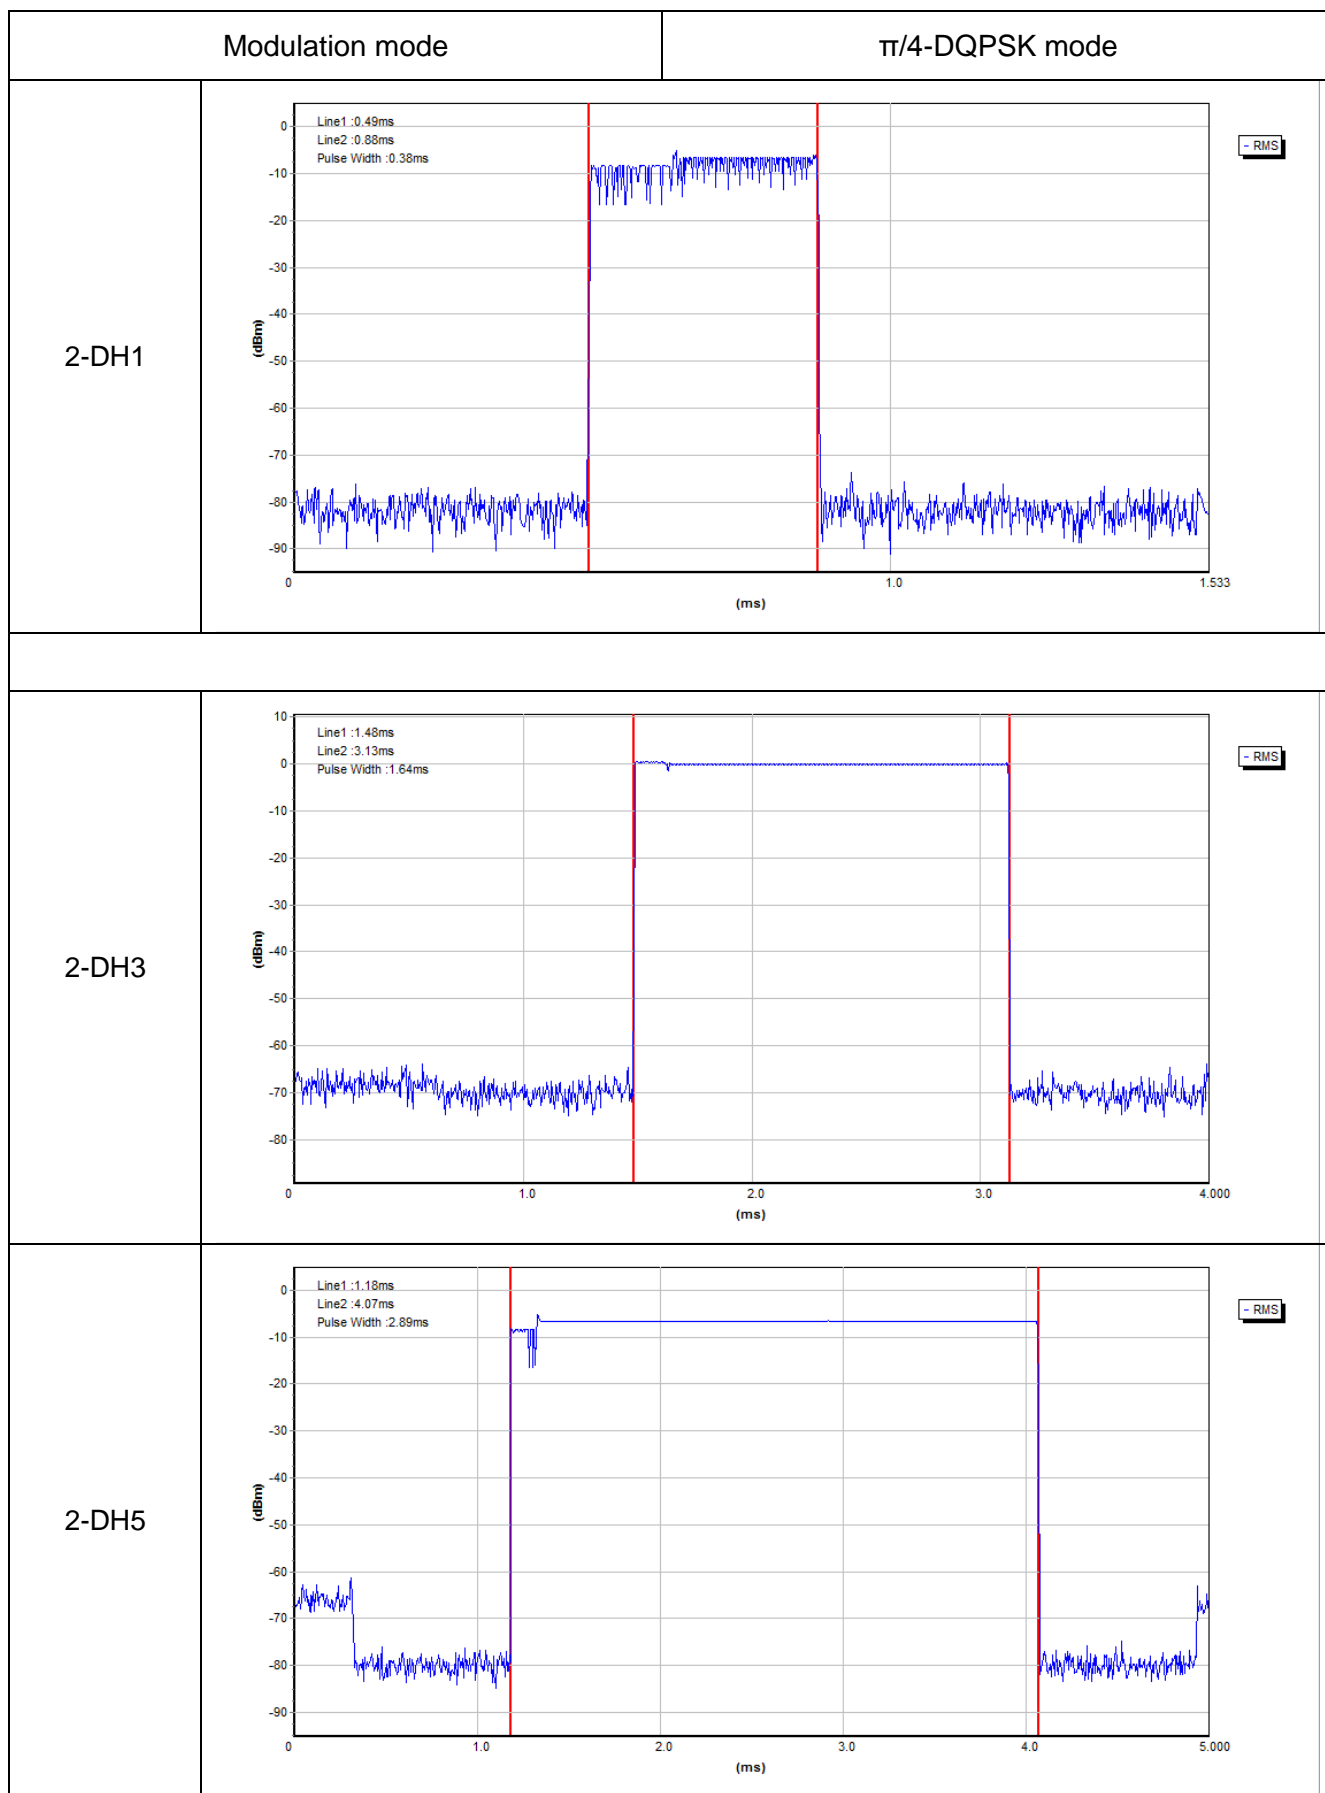 Modulation mode π/4-DQPSK mode
2-DH1
Line1 :0.49ms
Line2 :0.88ms
Pulse Width :0.38ms
- RMS
0
-10
-20
-30
-40
-50
-60
-70
-80
-90
(dBm)
0 1.0 1.533
(ms)
2-DH3
Line1 :1.48ms
Line2 :3.13ms
Pulse Width :1.64ms
- RMS
10
0
-10
-20
-30
-40
-50
-60
-70
-80
(dBm)
0 1.0 2.0 3.0 4.000
(ms)
2-DH5
Line1 :1.18ms
Line2 :4.07ms
Pulse Width :2.89ms
- RMS
0
-10
-20
-30
-40
-50
-60
-70
-80
-90
(dBm)
0 1.0 2.0 3.0 4.0 5.000
(ms)